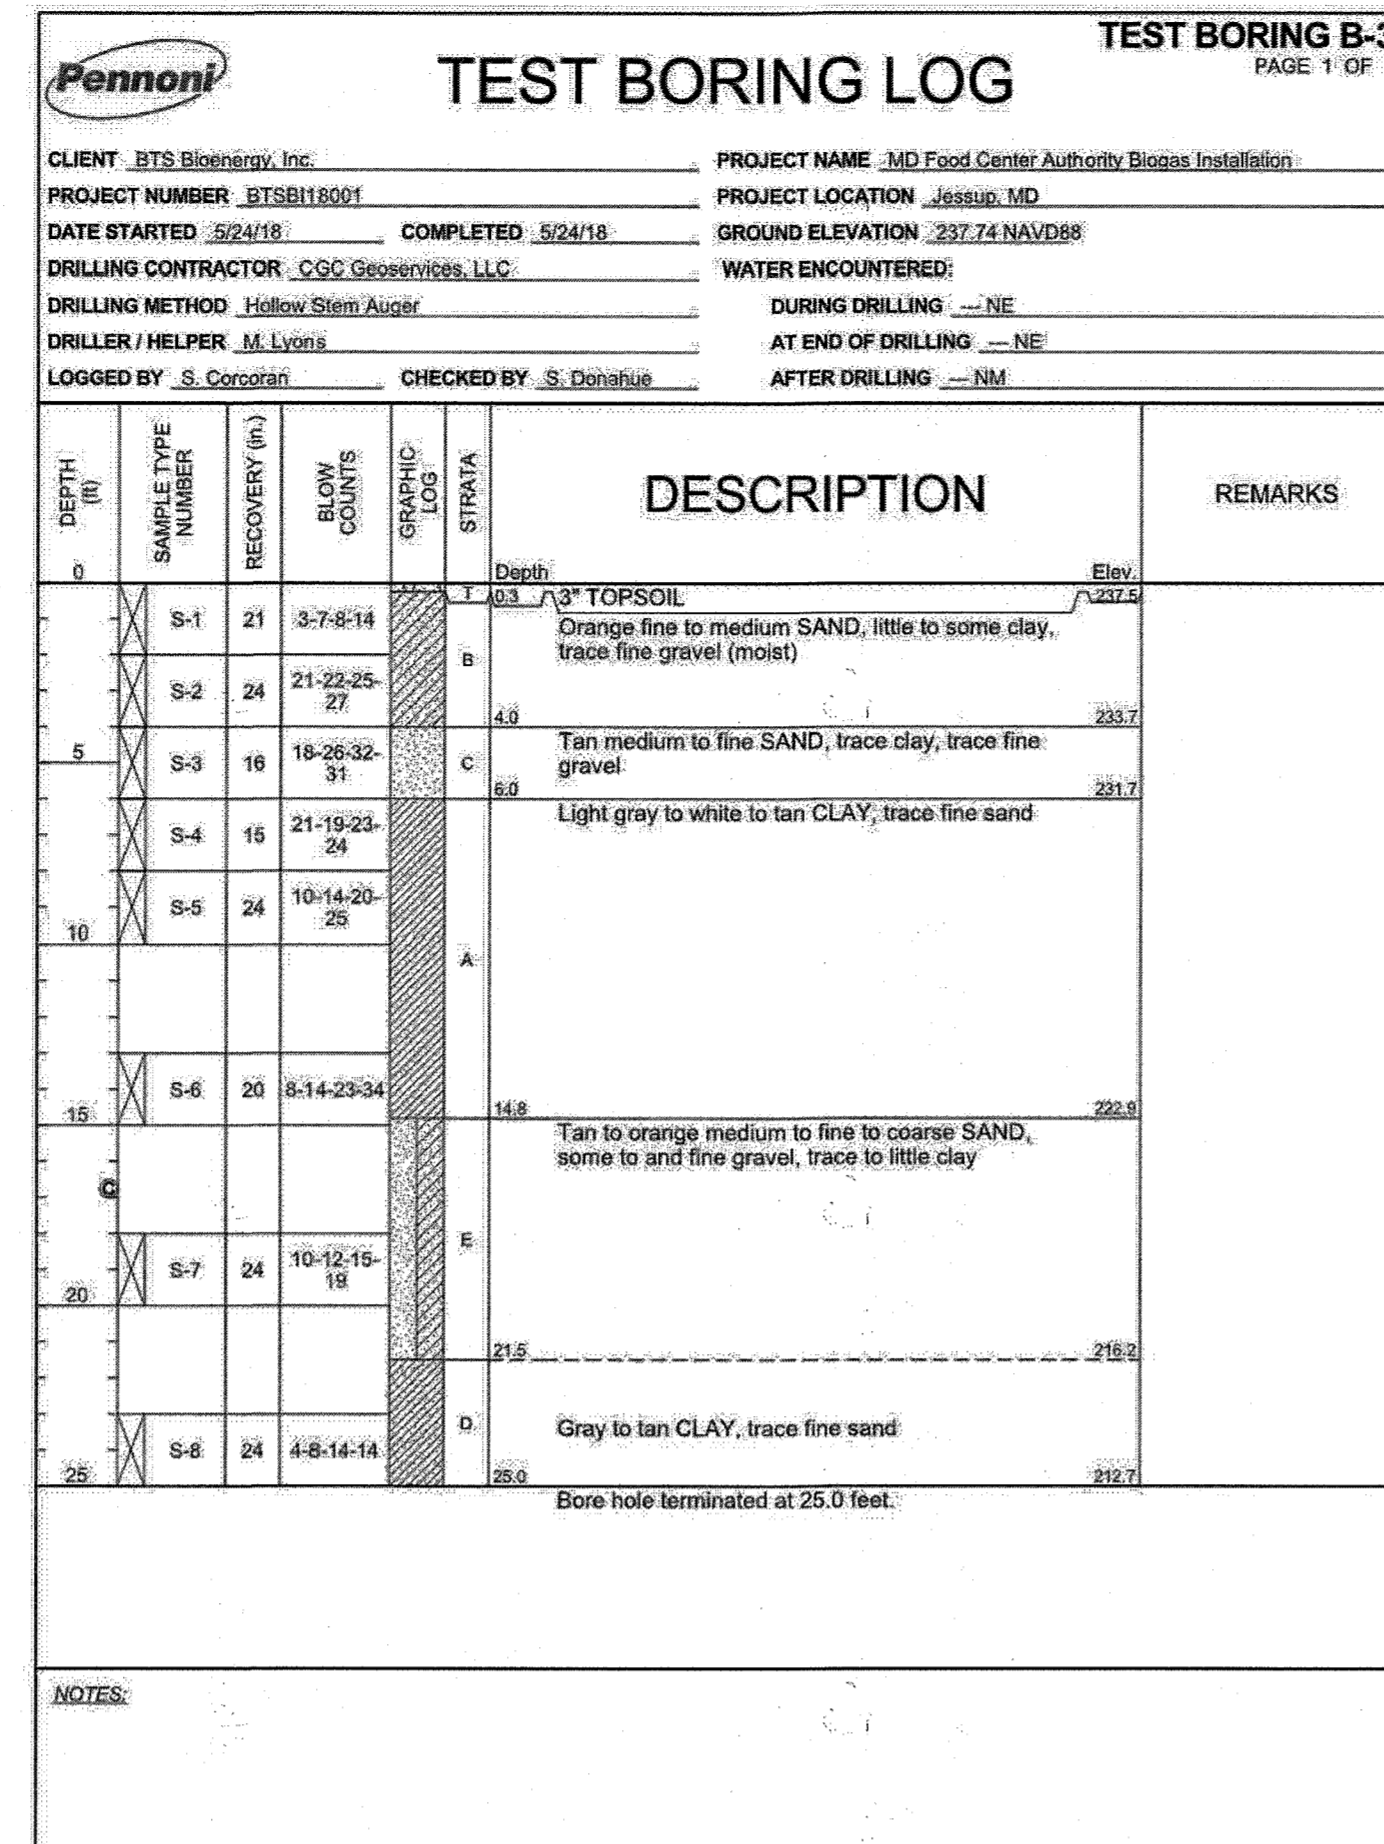 Pennoni
TEST BORING LOG
TEST BORING B-3
PAGE 1 OF
CLIENT BTS Bioenergy, Inc.
PROJECT NAME MD Food Center Authority Biogas Installation
PROJECT NUMBER BTSBI18001
PROJECT LOCATION Jessup, MD
DATE STARTED 5/24/18 COMPLETED 5/24/18
GROUND ELEVATION 237.74 NAVD88
DRILLING CONTRACTOR CGC Geoservices, LLC
WATER ENCOUNTERED:
DRILLING METHOD Hollow Stem Auger
DURING DRILLING --- NE
DRILLER / HELPER M. Lyons
AT END OF DRILLING --- NE
LOGGED BY S. Corcoran CHECKED BY S. Donahue
AFTER DRILLING --- NM
DEPTH
(ft)
SAMPLE TYPE
NUMBER
RECOVERY (in.)
BLOW
COUNTS
GRAPHIC
LOG
STRATA
DESCRIPTION
REMARKS
0
Depth
Elev.
T
0.3 3" TOPSOIL 237.5
S-1 21 3-7-8-14
Orange fine to medium SAND, little to some clay,
trace fine gravel (moist)
B
S-2 24 21-22-25-
27
4.0 233.7
Tan medium to fine SAND, trace clay, trace fine
gravel
5
S-3 16 18-26-32-
31
C
6.0 231.7
Light gray to white to tan CLAY, trace fine sand
S-4 15 21-19-23-
24
S-5 24 10-14-20-
25
10
A
S-6 20 8-14-23-34
14.8 222.9
15
Tan to orange medium to fine to coarse SAND,
some to and fine gravel, trace to little clay
C
E
S-7 24 10-12-15-
19
20
21.5 216.2
D
Gray to tan CLAY, trace fine sand
S-8 24 4-8-14-14
25
25.0 212.7
Bore hole terminated at 25.0 feet.
NOTES: